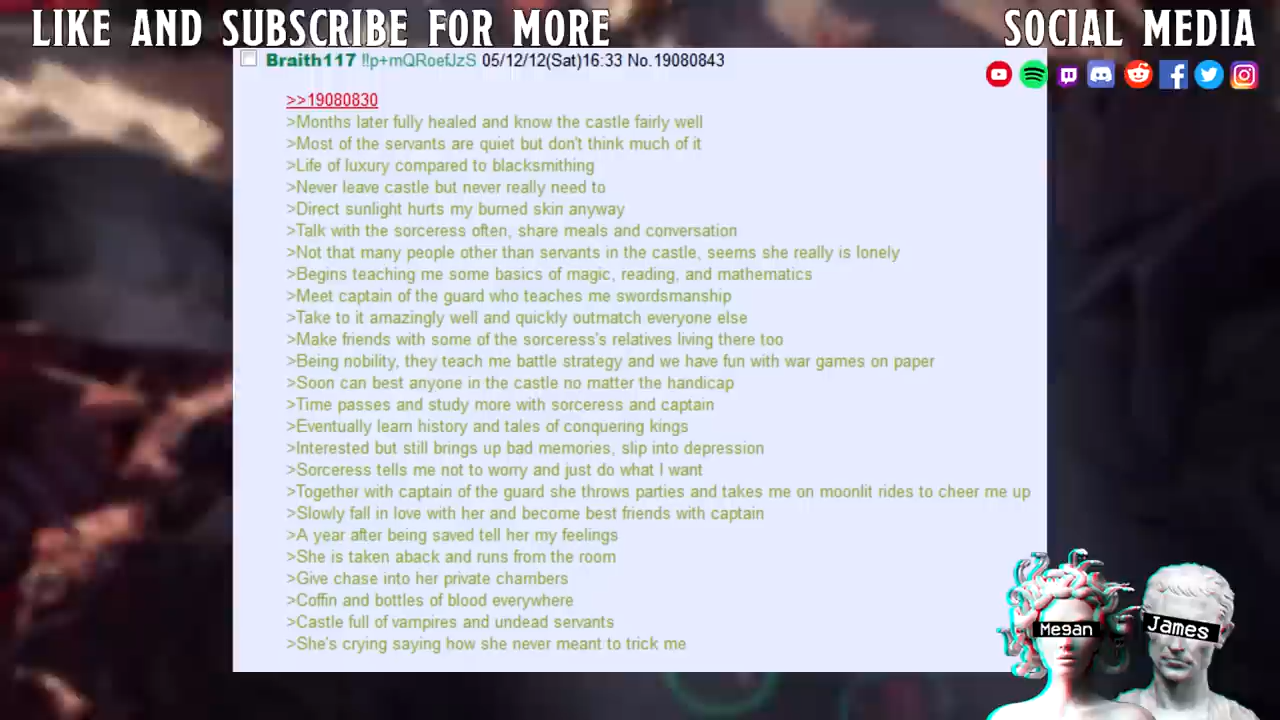 LIKE AND SUBSCRIBE FOR MORE
SOCIAL MEDIA
Braith117 !!p+mQRoefJzS 05/12/12(Sat)16:33 No.19080843
>>19080830
>Months later fully healed and know the castle fairly well
>Most of the servants are quiet but don't think much of it
>Life of luxury compared to blacksmithing
>Never leave castle but never really need to
>Direct sunlight hurts my burned skin anyway
>Talk with the sorceress often, share meals and conversation
>Not that many people other than servants in the castle, seems she really is lonely
>Begins teaching me some basics of magic, reading, and mathematics
>Meet captain of the guard who teaches me swordsmanship
>Take to it amazingly well and quickly outmatch everyone else
>Make friends with some of the sorceress's relatives living there too
>Being nobility, they teach me battle strategy and we have fun with war games on paper
>Soon can best anyone in the castle no matter the handicap
>Time passes and study more with sorceress and captain
>Eventually learn history and tales of conquering kings
>Interested but still brings up bad memories, slip into depression
>Sorceress tells me not to worry and just do what I want
>Together with captain of the guard she throws parties and takes me on moonlit rides to cheer me up
>Slowly fall in love with her and become best friends with captain
>A year after being saved tell her my feelings
>She is taken aback and runs from the room
>Give chase into her private chambers
>Coffin and bottles of blood everywhere
>Castle full of vampires and undead servants
>She's crying saying how she never meant to trick me
Megan
James